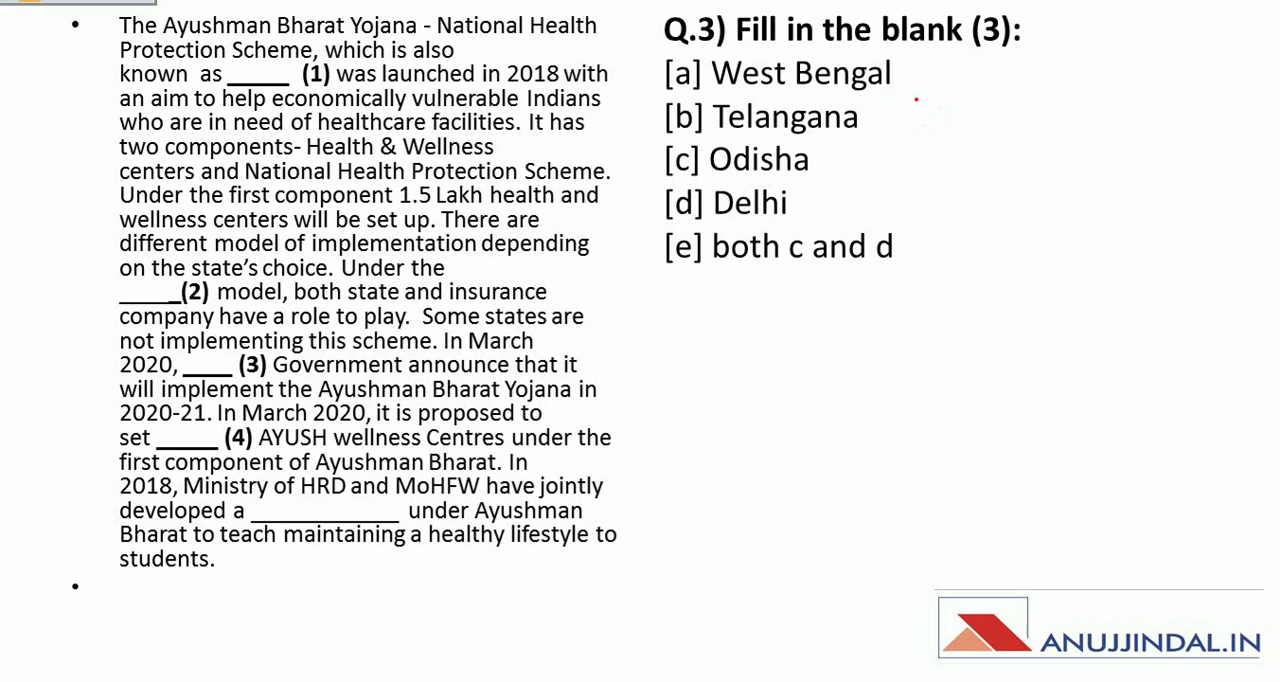 • The Ayushman Bharat Yojana - National Health
Protection Scheme, which is also
known as _____ (1) was launched in 2018 with
an aim to help economically vulnerable Indians
who are in need of healthcare facilities. It has
two components- Health & Wellness
centers and National Health Protection Scheme.
Under the first component 1.5 Lakh health and
wellness centers will be set up. There are
different model of implementation depending
on the state’s choice. Under the
_____(2) model, both state and insurance
company have a role to play. Some states are
not implementing this scheme. In March
2020, ____ (3) Government announce that it
will implement the Ayushman Bharat Yojana in
2020-21. In March 2020, it is proposed to
set _____ (4) AYUSH wellness Centres under the
first component of Ayushman Bharat. In
2018, Ministry of HRD and MoHFW have jointly
developed a ____________ under Ayushman
Bharat to teach maintaining a healthy lifestyle to
students.
•
Q.3) Fill in the blank (3):
[a] West Bengal
[b] Telangana
[c] Odisha
[d] Delhi
[e] both c and d
ANUJJINDAL.IN